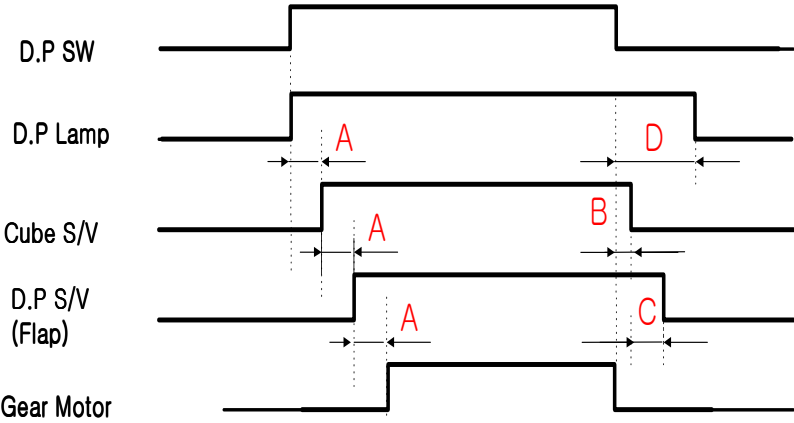 D.P SW
D.P Lamp
A
D
Cube S/V
A
B
D.P S/V
(Flap)
A
C
Gear Motor